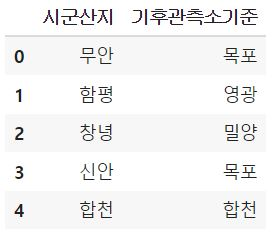 시군산지 기후관측소기준
0 무안 목포
1 함평 영광
2 창녕 밀양
3 신안 목포
4 합천 합천